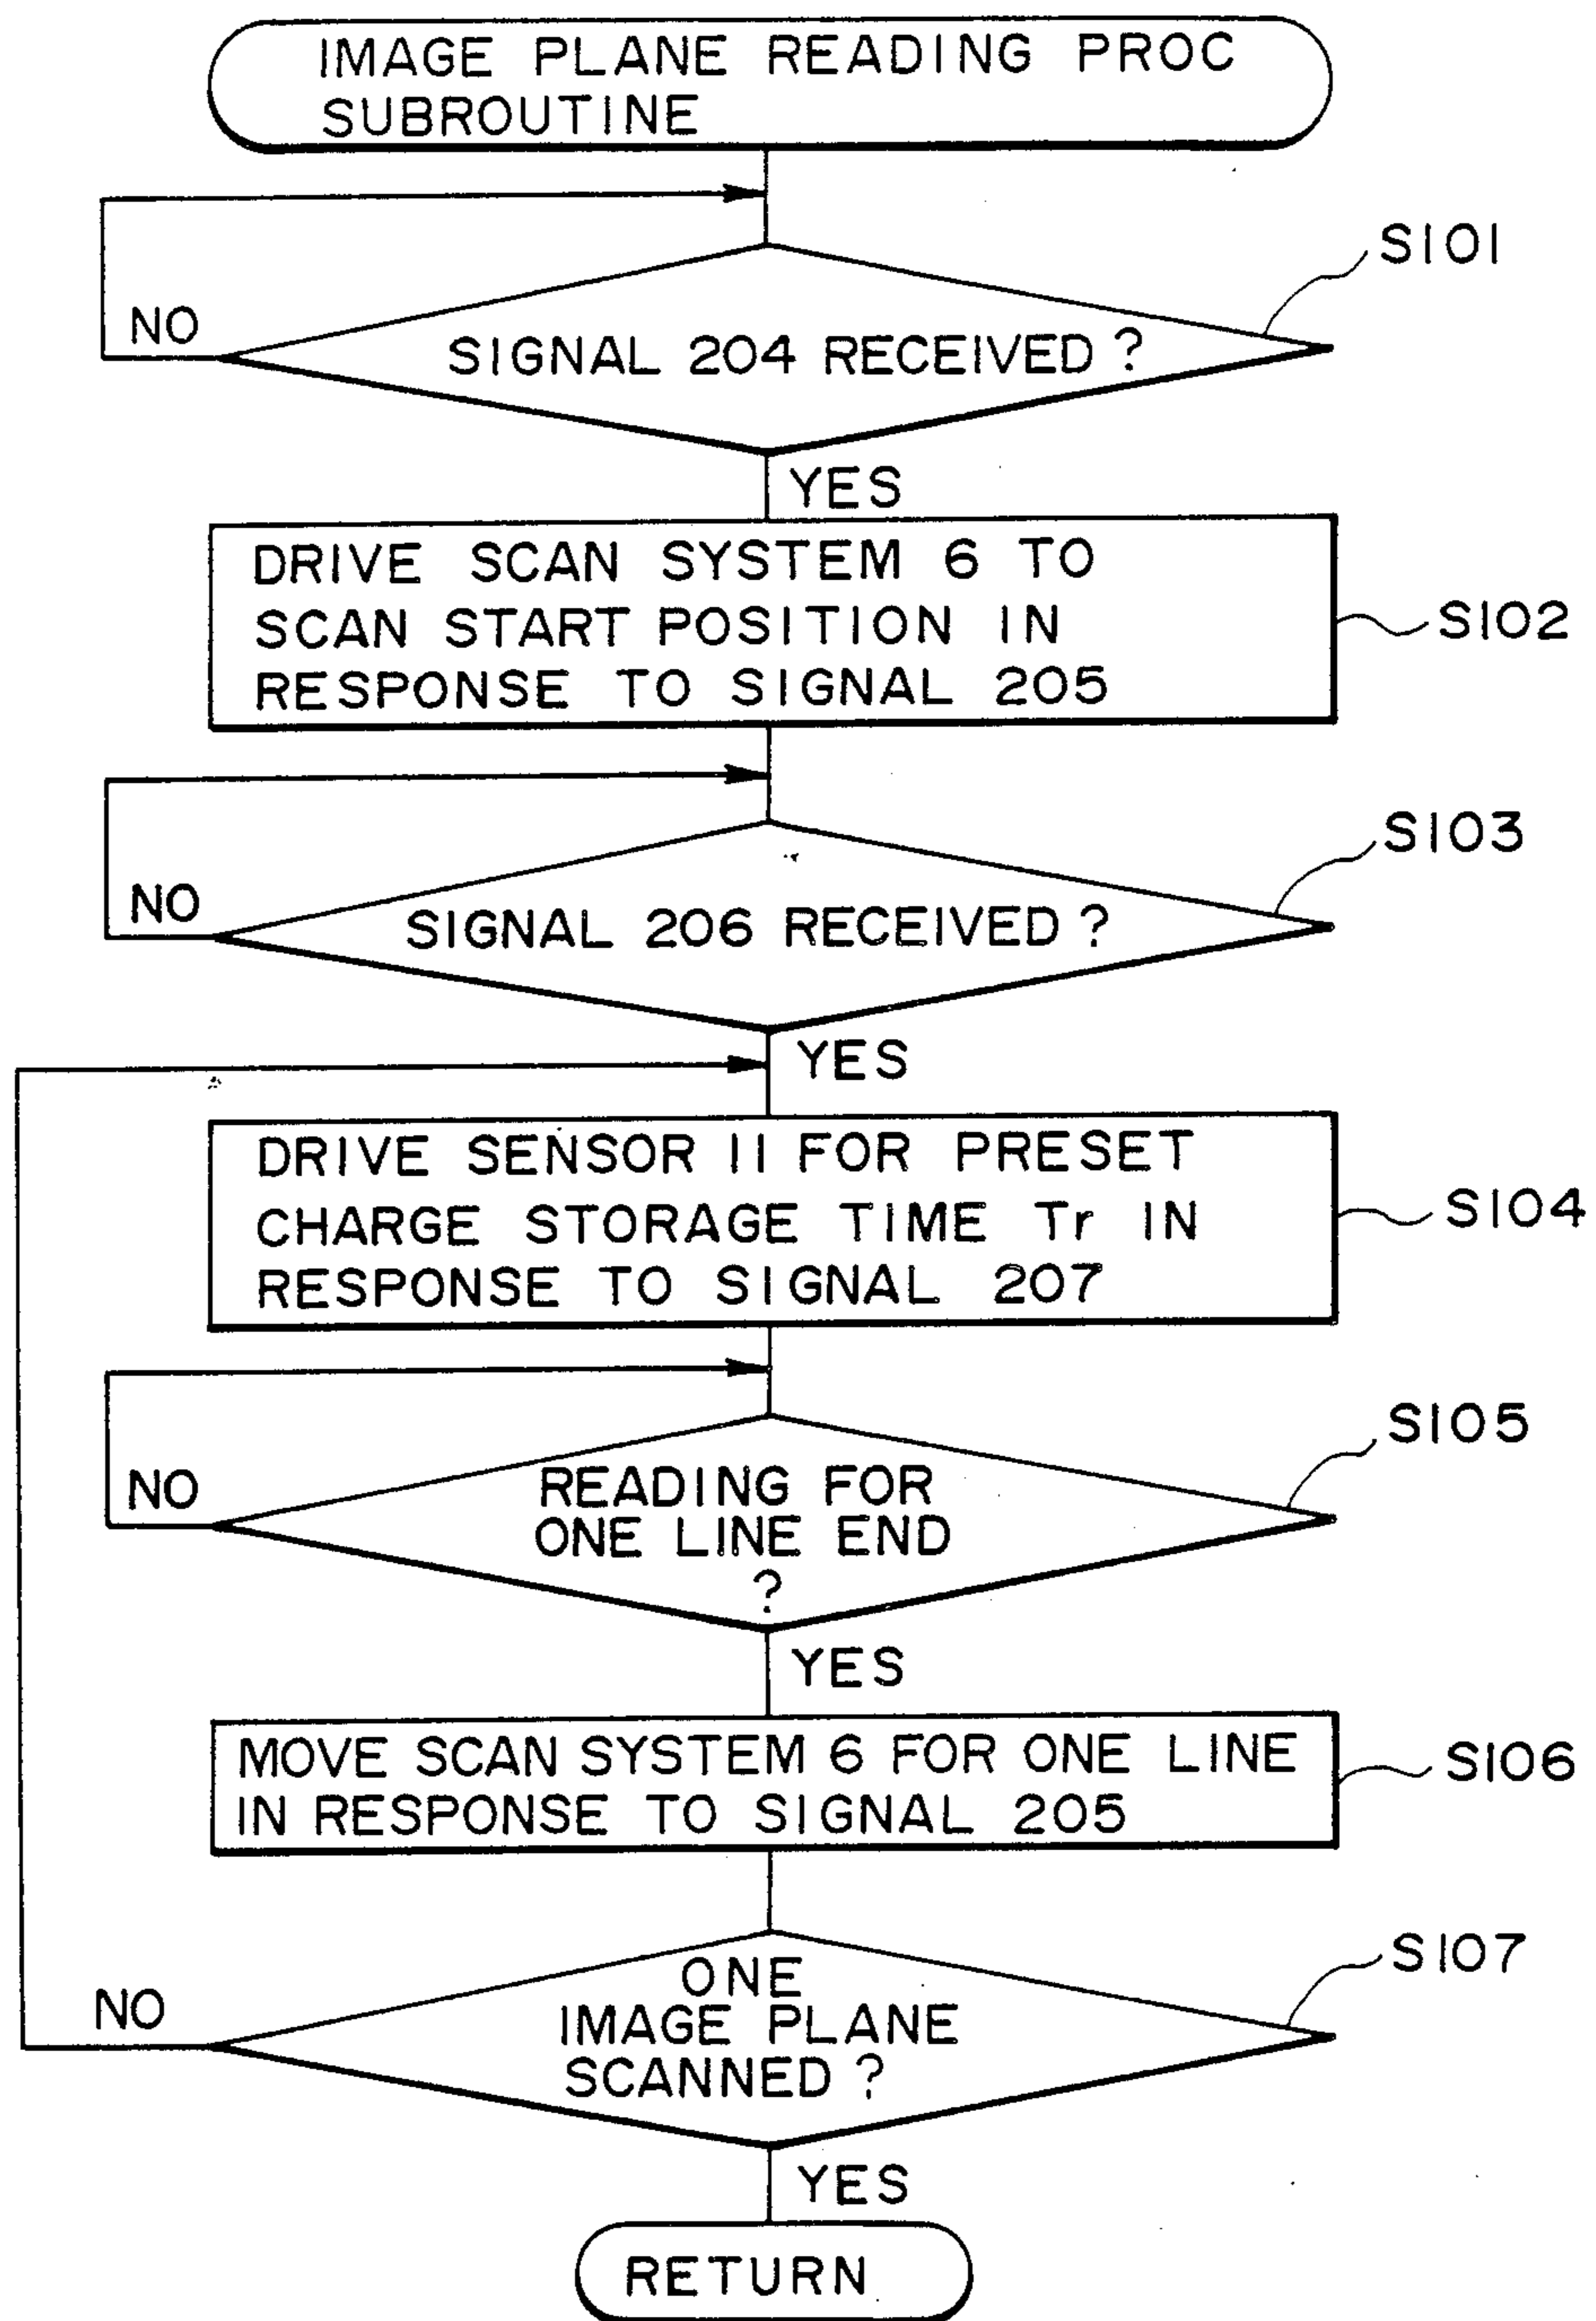 IMAGE PLANE READING PROC
SUBROUTINE
S101
NO
SIGNAL 204 RECEIVED ?
YES
DRIVE SCAN SYSTEM 6 TO
SCAN START POSITION IN
RESPONSE TO SIGNAL 205
S102
S103
NO
SIGNAL 206 RECEIVED ?
YES
DRIVE SENSOR 11 FOR PRESET
CHARGE STORAGE TIME Tr IN
RESPONSE TO SIGNAL 207
S104
S105
NO
READING FOR
ONE LINE END
?
YES
MOVE SCAN SYSTEM 6 FOR ONE LINE
IN RESPONSE TO SIGNAL 205
S106
S107
NO
ONE
IMAGE PLANE
SCANNED ?
YES
RETURN